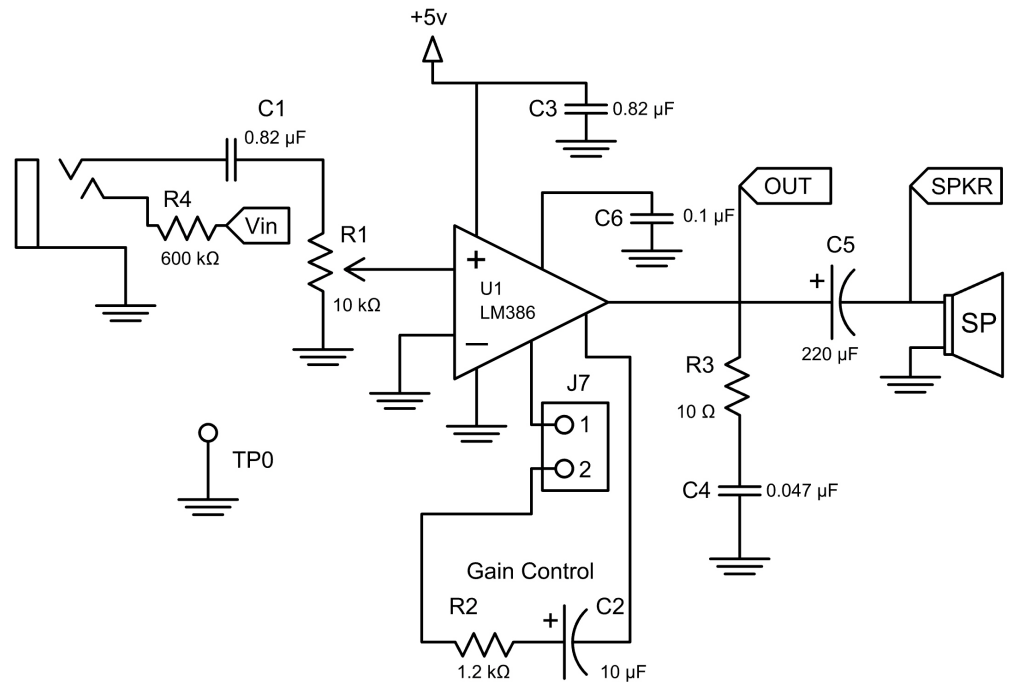 +5v
C1
0.82 µF
C3
0.82 µF
R4
Vin
600 kΩ
R1
10 kΩ
C6
0.1 µF
OUT
SPKR
+
U1
LM386
−
C5
+
220 µF
SP
R3
10 Ω
J7
1
2
TP0
C4
0.047 µF
Gain Control
R2
1.2 kΩ
+
C2
10 µF